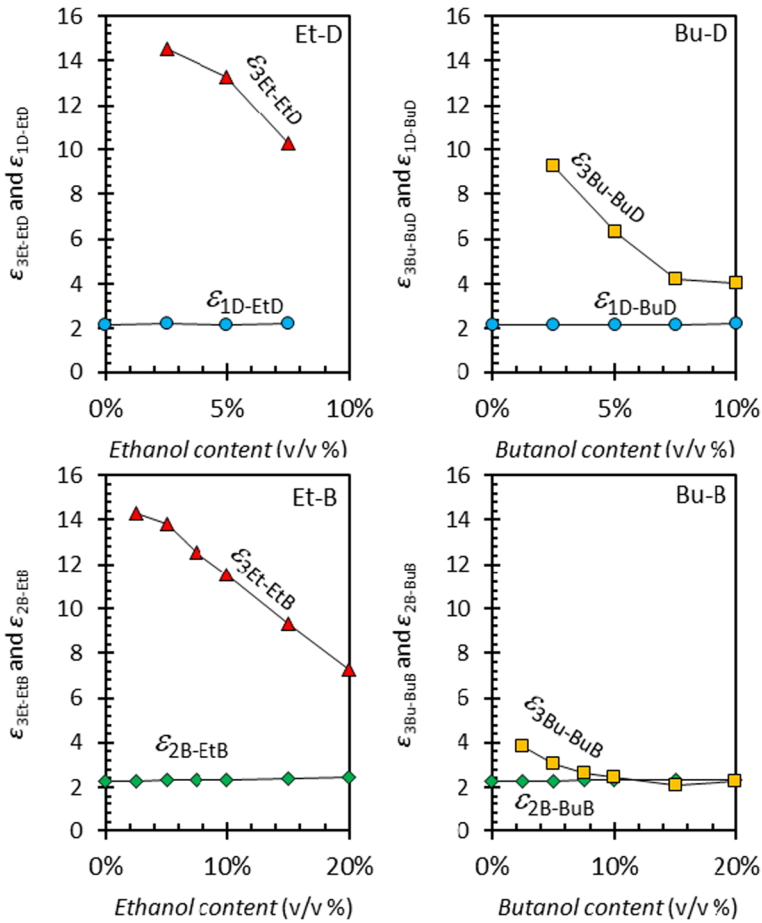 Et-D
16
14
12
10
8
6
4
2
0
ε3Et-EtD and ε1D-EtD
ε3Et-EtD
ε1D-EtD
0% 5% 10%
Ethanol content (v/v %)
Bu-D
16
14
12
10
8
6
4
2
0
ε3Bu-BuD and ε1D-BuD
ε3Bu-BuD
ε1D-BuD
0% 5% 10%
Butanol content (v/v %)
Et-B
16
14
12
10
8
6
4
2
0
ε3Et-EtB and ε2B-EtB
ε3Et-EtB
ε2B-EtB
0% 10% 20%
Ethanol content (v/v %)
Bu-B
16
14
12
10
8
6
4
2
0
ε3Bu-BuB and ε2B-BuB
ε3Bu-BuB
ε2B-BuB
0% 10% 20%
Butanol content (v/v %)